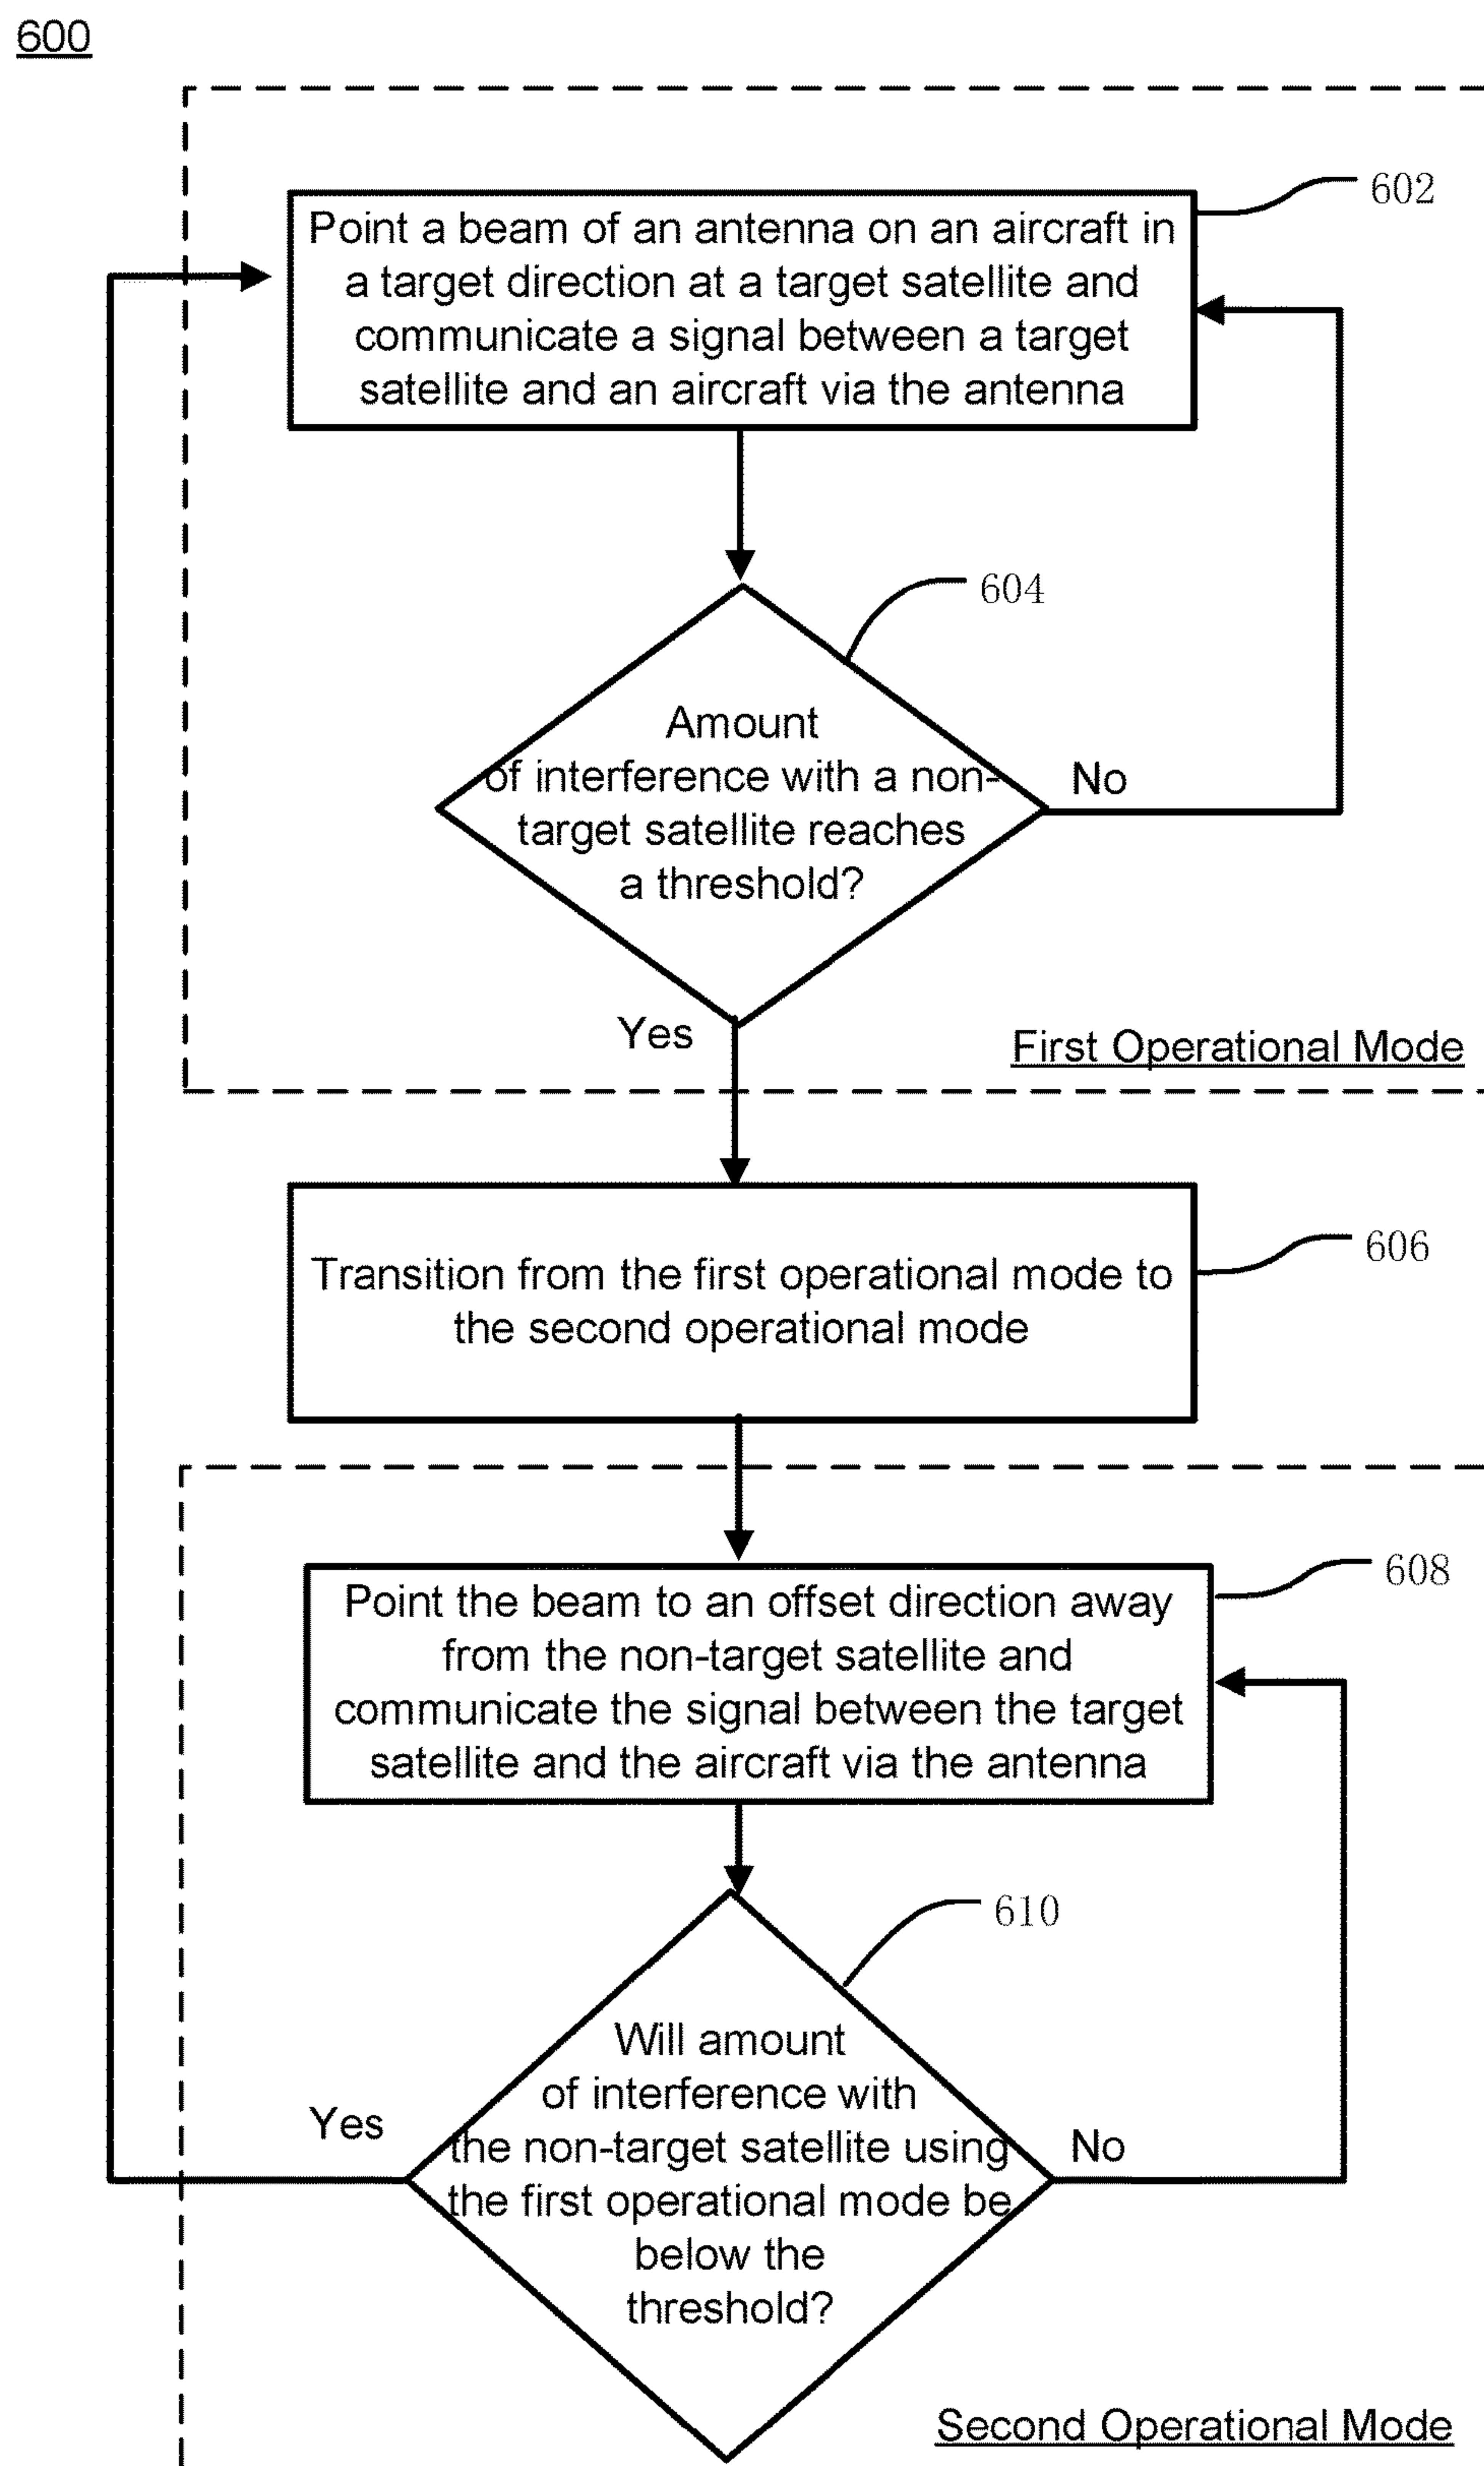 600
602
Point a beam of an antenna on an aircraft in
a target direction at a target satellite and
communicate a signal between a target
satellite and an aircraft via the antenna
604
Amount
of interference with a non-
target satellite reaches
a threshold?
No
Yes
First Operational Mode
606
Transition from the first operational mode to
the second operational mode
608
Point the beam to an offset direction away
from the non-target satellite and
communicate the signal between the target
satellite and the aircraft via the antenna
610
Will amount
of interference with
the non-target satellite using
the first operational mode be
below the
threshold?
Yes
No
Second Operational Mode